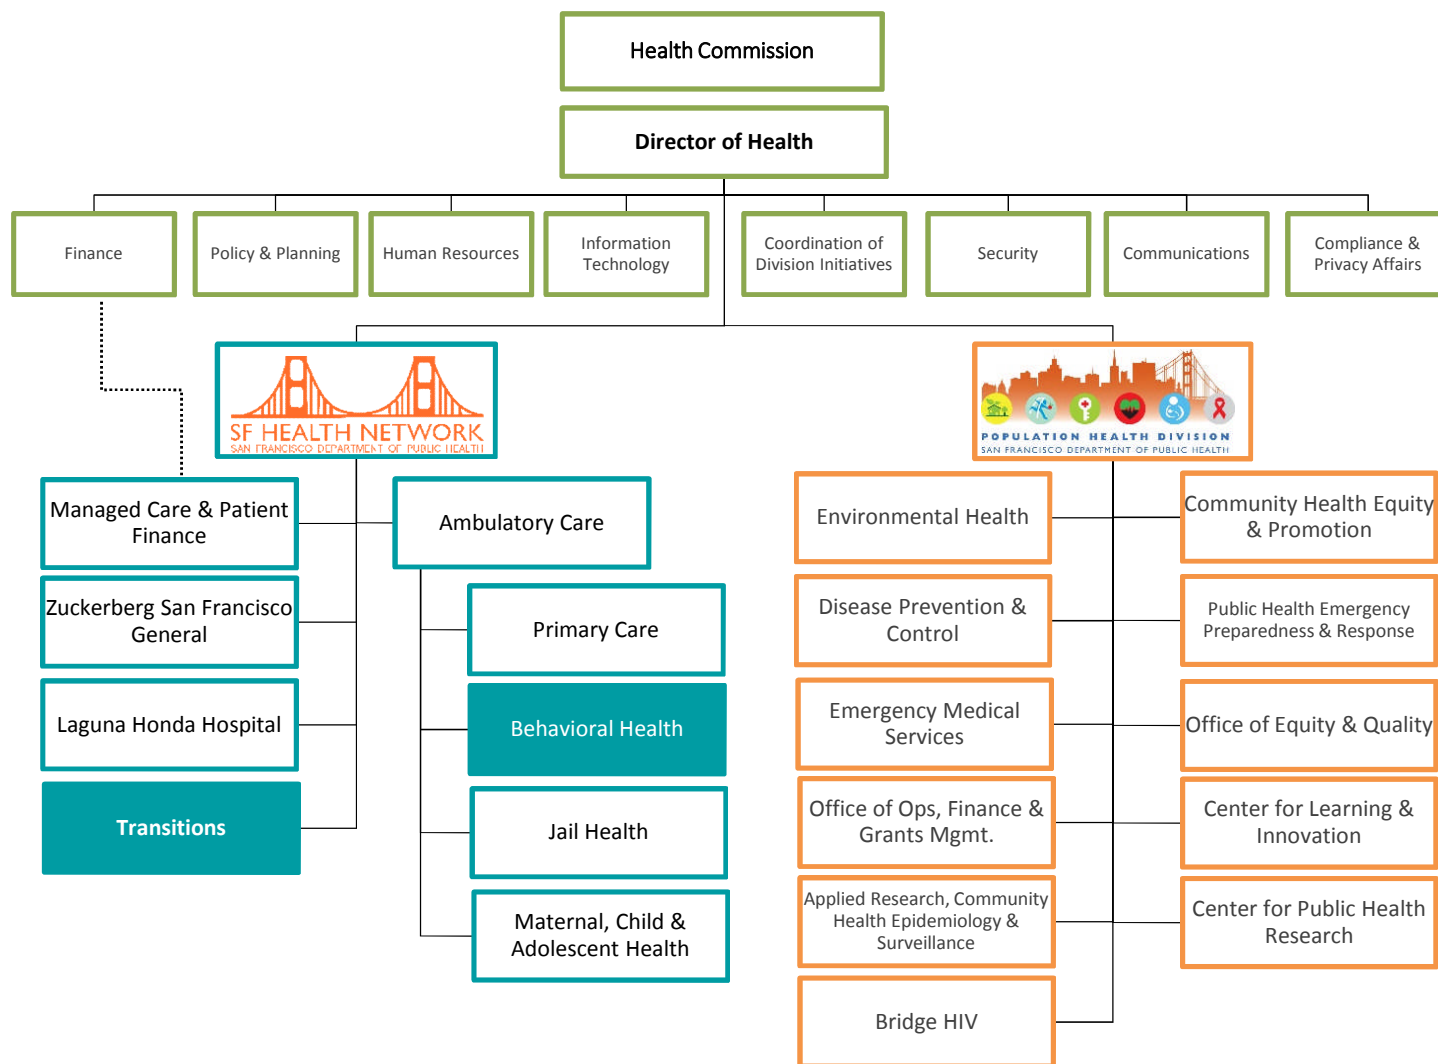 Health Commission
Director of Health
Finance
Policy & Planning
Human Resources
Information
Technology
Coordination of
Division Initiatives
Security
Communications
Compliance &
Privacy Affairs
SF HEALTH NETWORK
SAN FRANCISCO DEPARTMENT OF PUBLIC HEALTH
POPULATION HEALTH DIVISION
SAN FRANCISCO DEPARTMENT OF PUBLIC HEALTH
Managed Care & Patient
Finance
Zuckerberg San Francisco
General
Laguna Honda Hospital
Transitions
Ambulatory Care
Primary Care
Behavioral Health
Jail Health
Maternal, Child &
Adolescent Health
Environmental Health
Disease Prevention &
Control
Emergency Medical
Services
Office of Ops, Finance &
Grants Mgmt.
Applied Research, Community
Health Epidemiology &
Surveillance
Bridge HIV
Community Health Equity
& Promotion
Public Health Emergency
Preparedness & Response
Office of Equity & Quality
Center for Learning &
Innovation
Center for Public Health
Research